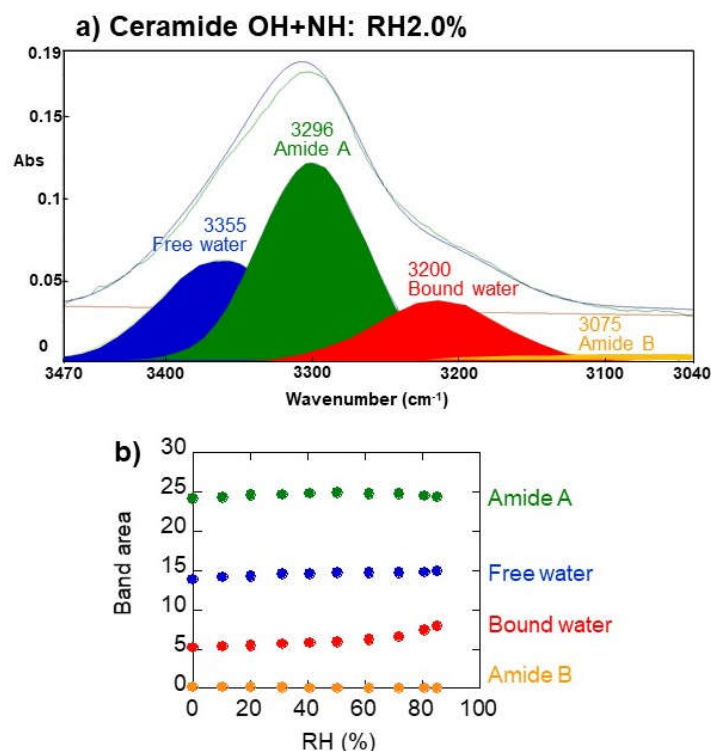 a) Ceramide OH+NH: RH2.0%
0.19
0.15
Abs
0.1
0.05
0
3296
Amide A
3355
Free water
3200
Bound water
3075
Amide B
3470
3400
3300
3200
3100
3040
Wavenumber (cm⁻¹)
b)
30
25
20
15
10
5
0
Band area
Amide A
Free water
Bound water
Amide B
0 20 40 60 80 100
RH (%)